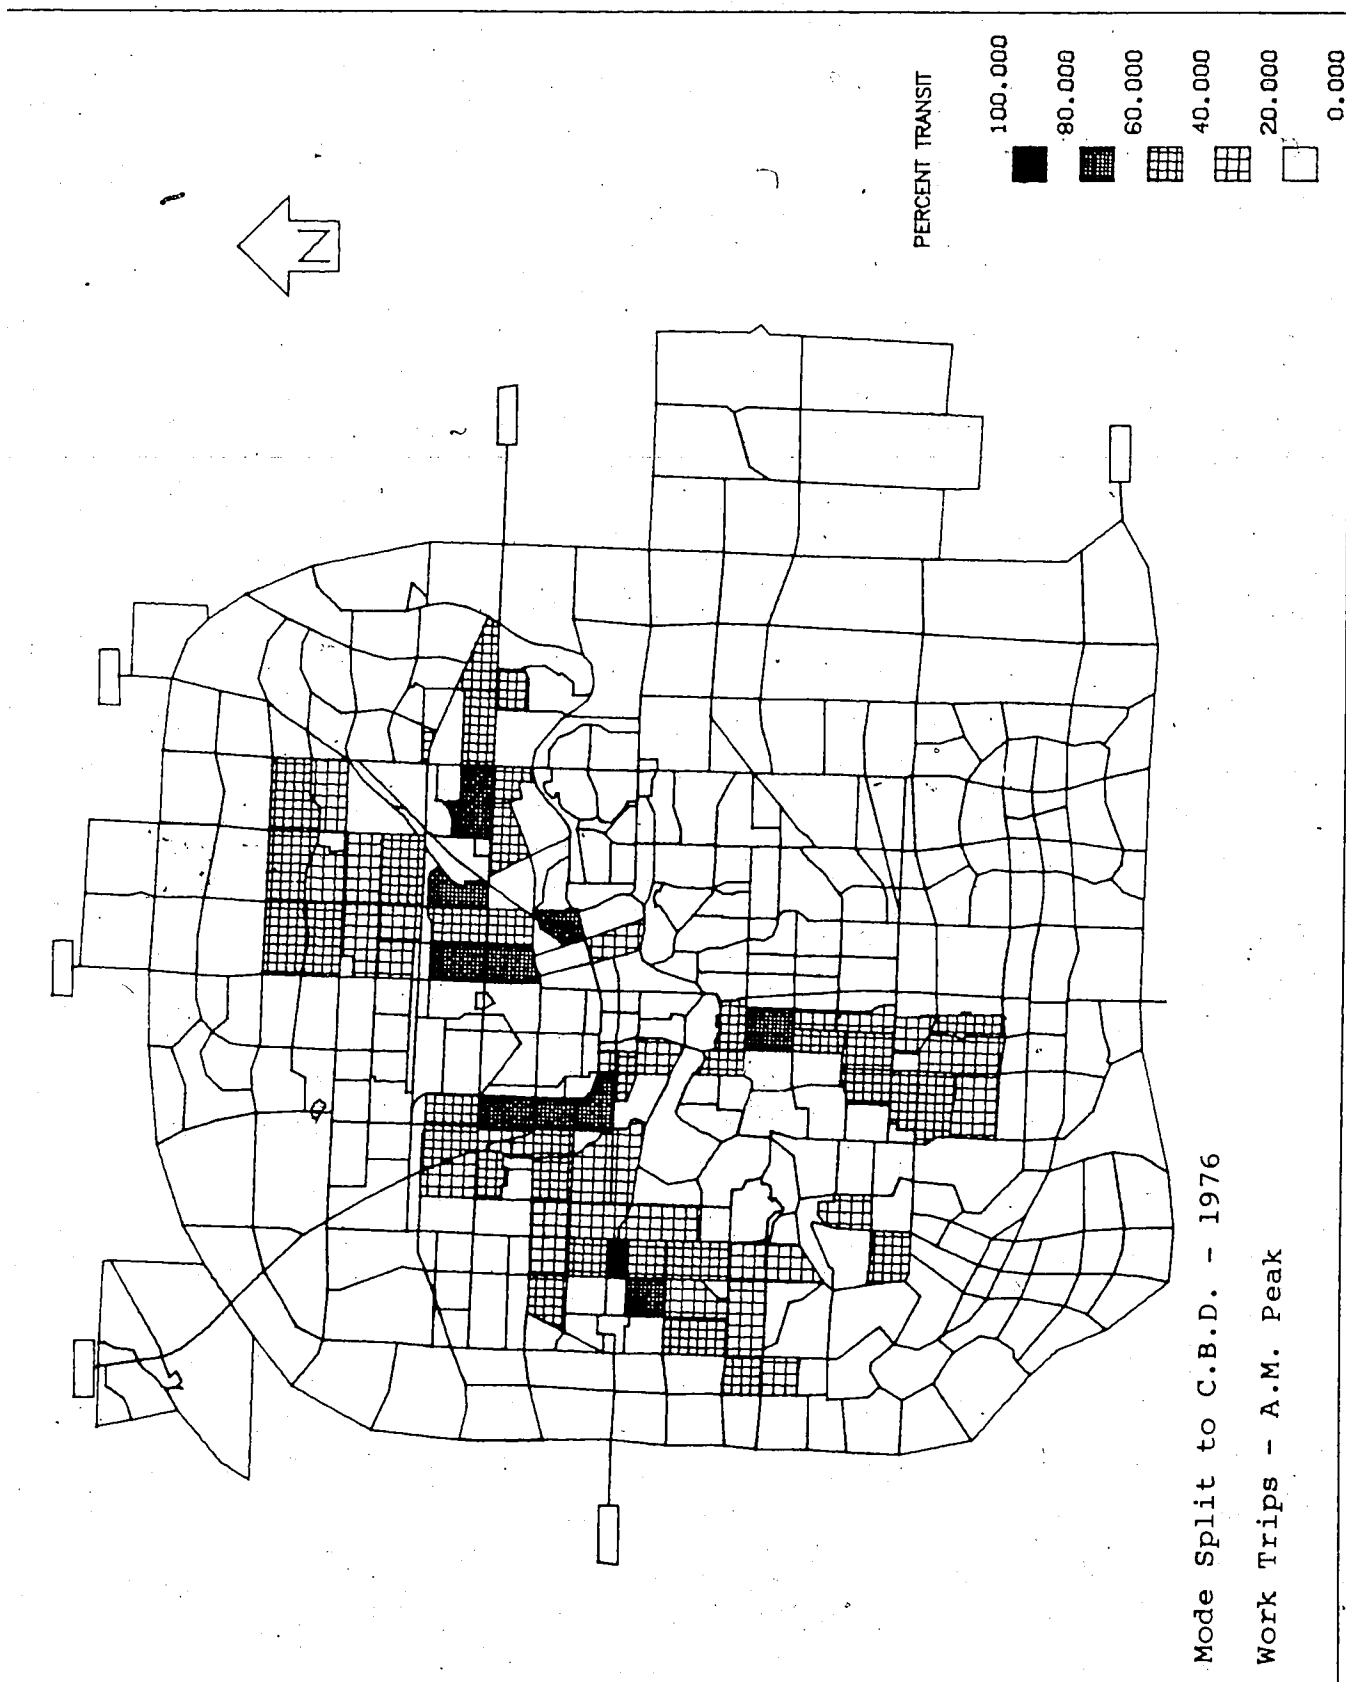 N
PERCENT TRANSIT
100.000
80.000
60.000
40.000
20.000
0.000
Mode Split to C.B.D. - 1976
Work Trips - A.M. Peak